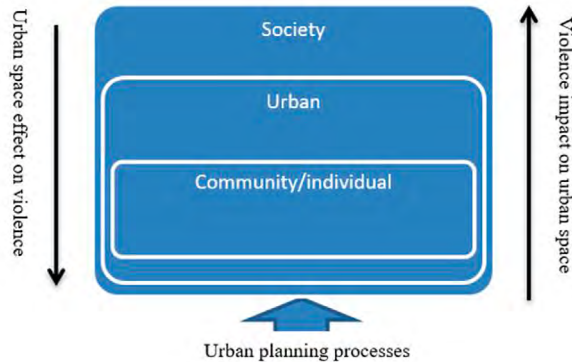 Urban space effect on violence
Society
Urban
Community/individual
Violence impact on urban space
Urban planning processes